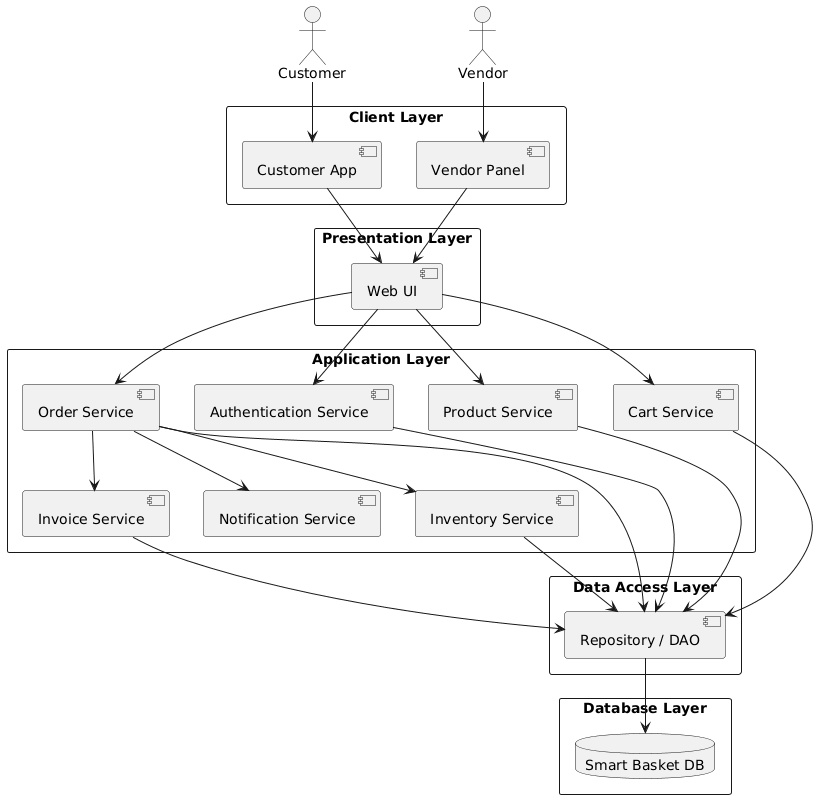 Customer
Vendor
Client Layer
Customer App
Vendor Panel
Presentation Layer
Web UI
Application Layer
Order Service
Authentication Service
Product Service
Cart Service
Invoice Service
Notification Service
Inventory Service
Data Access Layer
Repository / DAO
Database Layer
Smart Basket DB